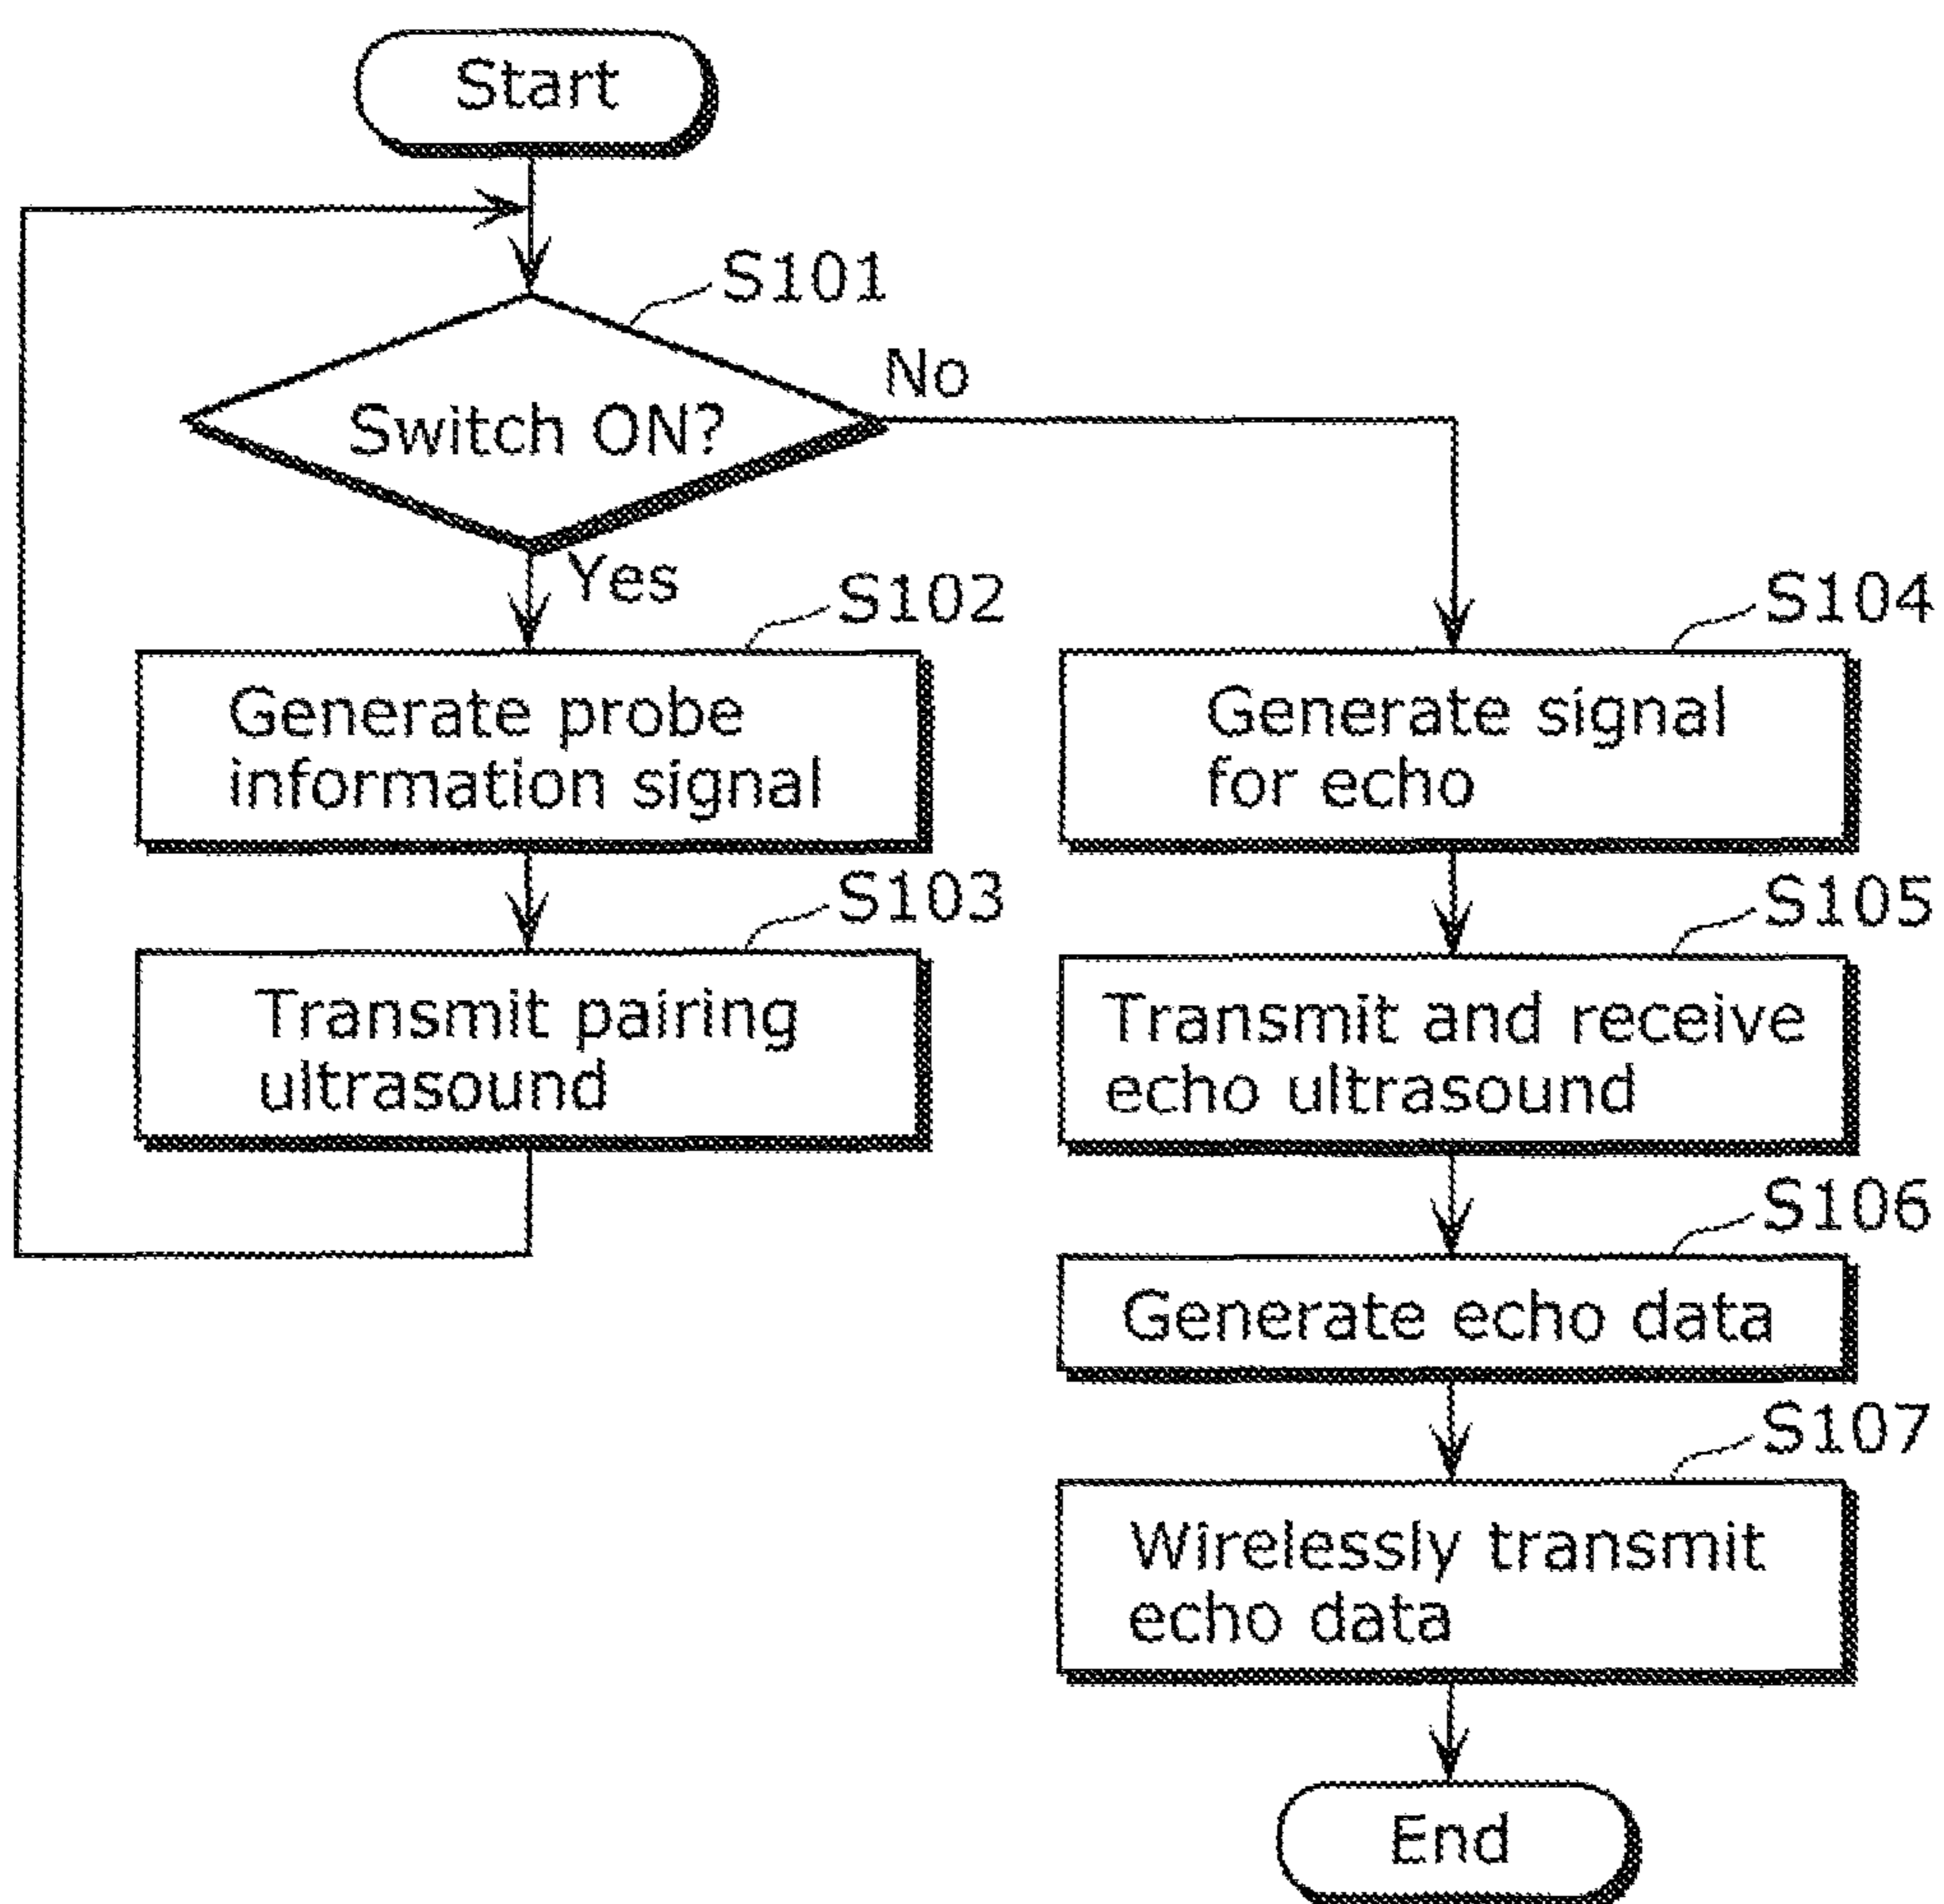 Start
S101
Switch ON?
No
Yes
S102
Generate probe
information signal
S103
Transmit pairing
ultrasound
S104
Generate signal
for echo
S105
Transmit and receive
echo ultrasound
S106
Generate echo data
S107
Wirelessly transmit
echo data
End